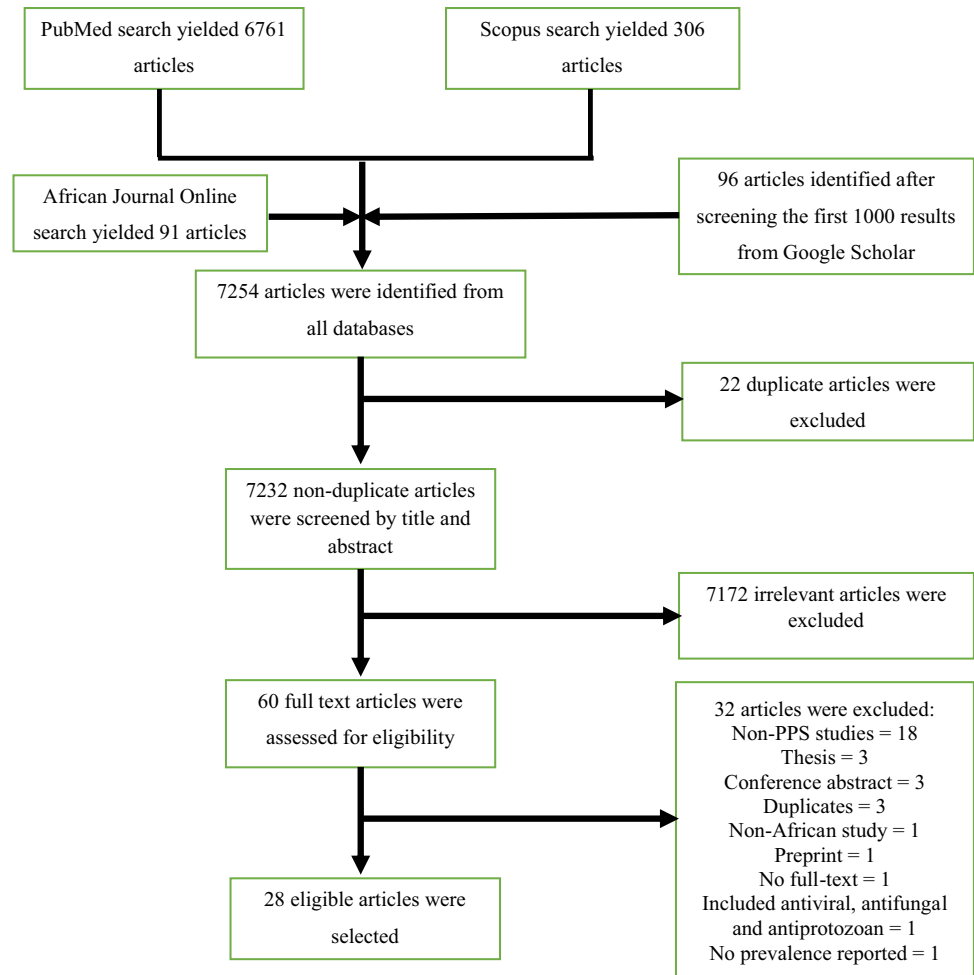 PubMed search yielded 6761
articles
Scopus search yielded 306
articles
African Journal Online
search yielded 91 articles
96 articles identified after
screening the first 1000 results
from Google Scholar
7254 articles were identified from
all databases
22 duplicate articles were
excluded
7232 non-duplicate articles
were screened by title and
abstract
7172 irrelevant articles were
excluded
60 full text articles were
assessed for eligibility
32 articles were excluded:
Non-PPS studies = 18
Thesis = 3
Conference abstract = 3
Duplicates = 3
Non-African study = 1
Preprint = 1
No full-text = 1
Included antiviral, antifungal
and antiprotozoan = 1
No prevalence reported = 1
28 eligible articles were
selected